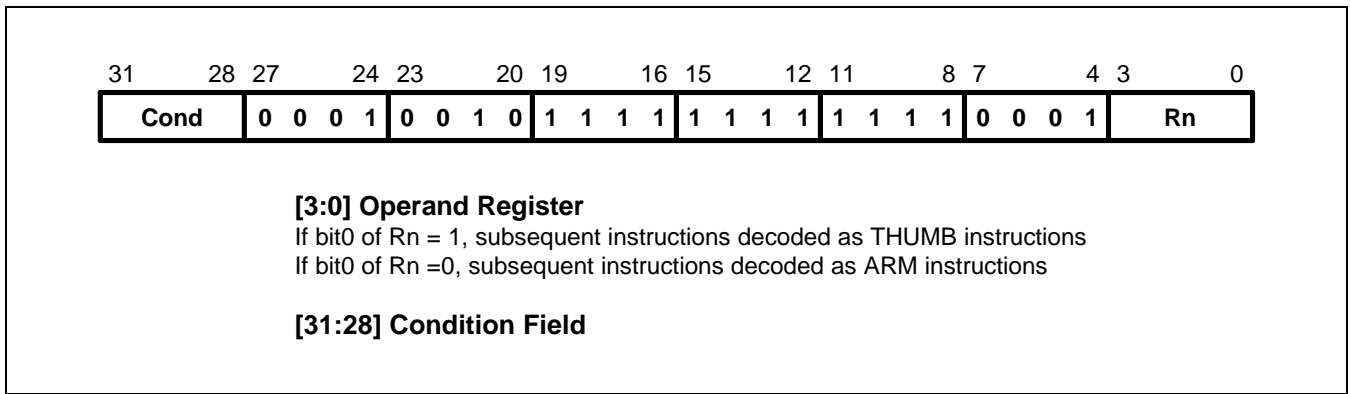 31 28 27 24 23 20 19 16 15 12 11 8 7 4 3 0
Cond 0 0 0 1 0 0 1 0 1 1 1 1 1 1 1 1 1 1 1 1 0 0 0 1 Rn
[3:0] Operand Register
If bit0 of Rn = 1, subsequent instructions decoded as THUMB instructions
If bit0 of Rn =0, subsequent instructions decoded as ARM instructions
[31:28] Condition Field